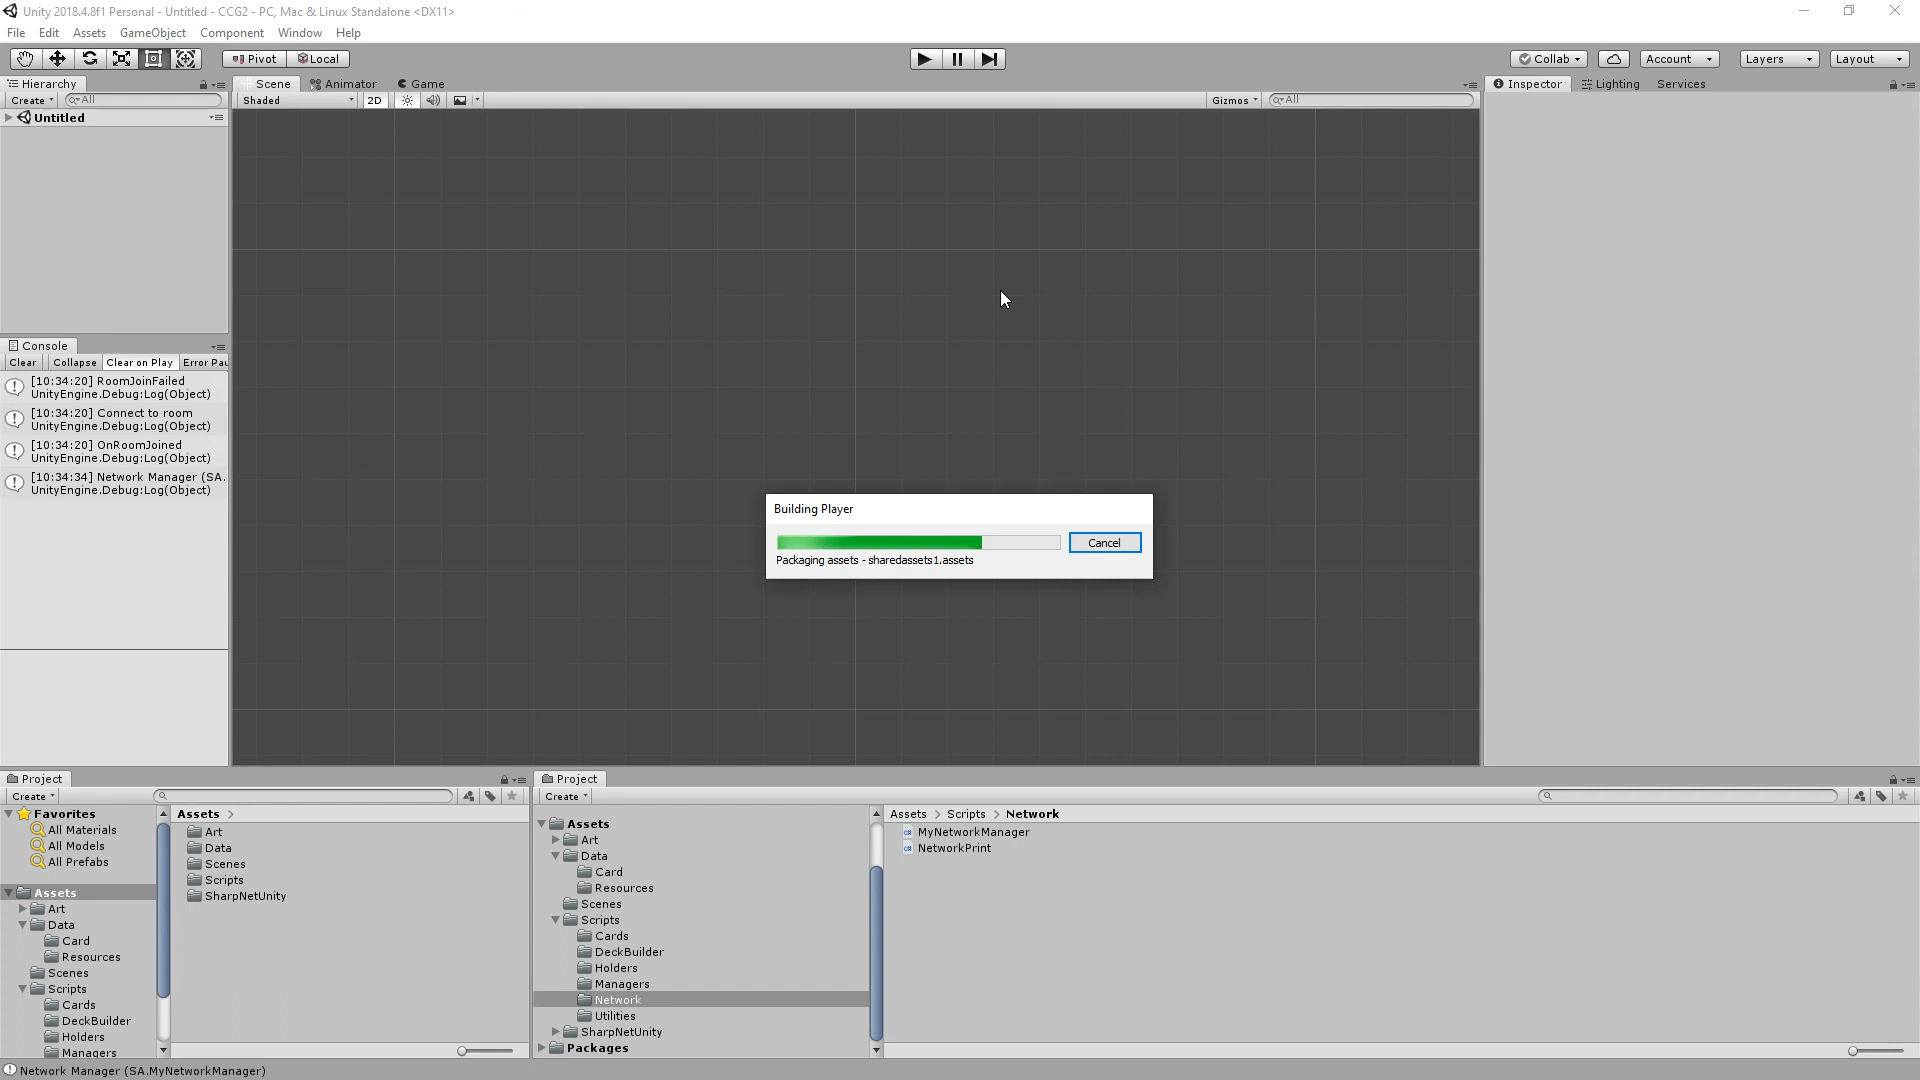 Unity 2018.4.8f1 Personal - Untitled - CCG2 - PC, Mac & Linux Standalone <DX11>
File Edit Assets GameObject Component Window Help
Pivot Local Collab Account Layers Layout
Hierarchy Scene Animator Game Inspector Lighting Services
Create All Shaded 2D Gizmos All
Untitled
Console
Clear Collapse Clear on Play Error Pau
[10:34:20] RoomJoinFailed
UnityEngine.Debug:Log(Object)
[10:34:20] Connect to room
UnityEngine.Debug:Log(Object)
[10:34:20] OnRoomJoined
UnityEngine.Debug:Log(Object)
[10:34:34] Network Manager (SA.
UnityEngine.Debug:Log(Object)
Building Player
Cancel
Packaging assets - sharedassets1.assets
Project
Create
Favorites
All Materials
All Models
All Prefabs
Assets
Art
Data
Card
Resources
Scenes
Scripts
Cards
DeckBuilder
Holders
Managers
Assets
Art
Data
Scenes
Scripts
SharpNetUnity
Project
Create
Assets
Art
Data
Card
Resources
Scenes
Scripts
Cards
DeckBuilder
Holders
Managers
Network
Utilities
SharpNetUnity
Packages
Assets Scripts Network
MyNetworkManager
NetworkPrint
Network Manager (SA.MyNetworkManager)